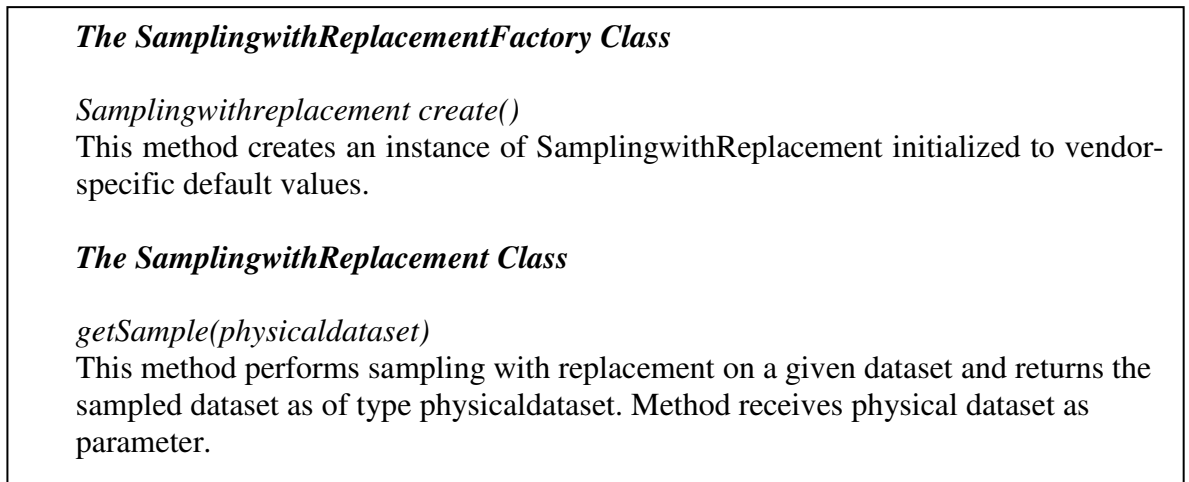 The SamplingwithReplacementFactory Class
Samplingwithreplacement create()
This method creates an instance of SamplingwithReplacement initialized to vendor-
specific default values.
The SamplingwithReplacement Class
getSample(physicaldataset)
This method performs sampling with replacement on a given dataset and returns the
sampled dataset as of type physicaldataset. Method receives physical dataset as
parameter.